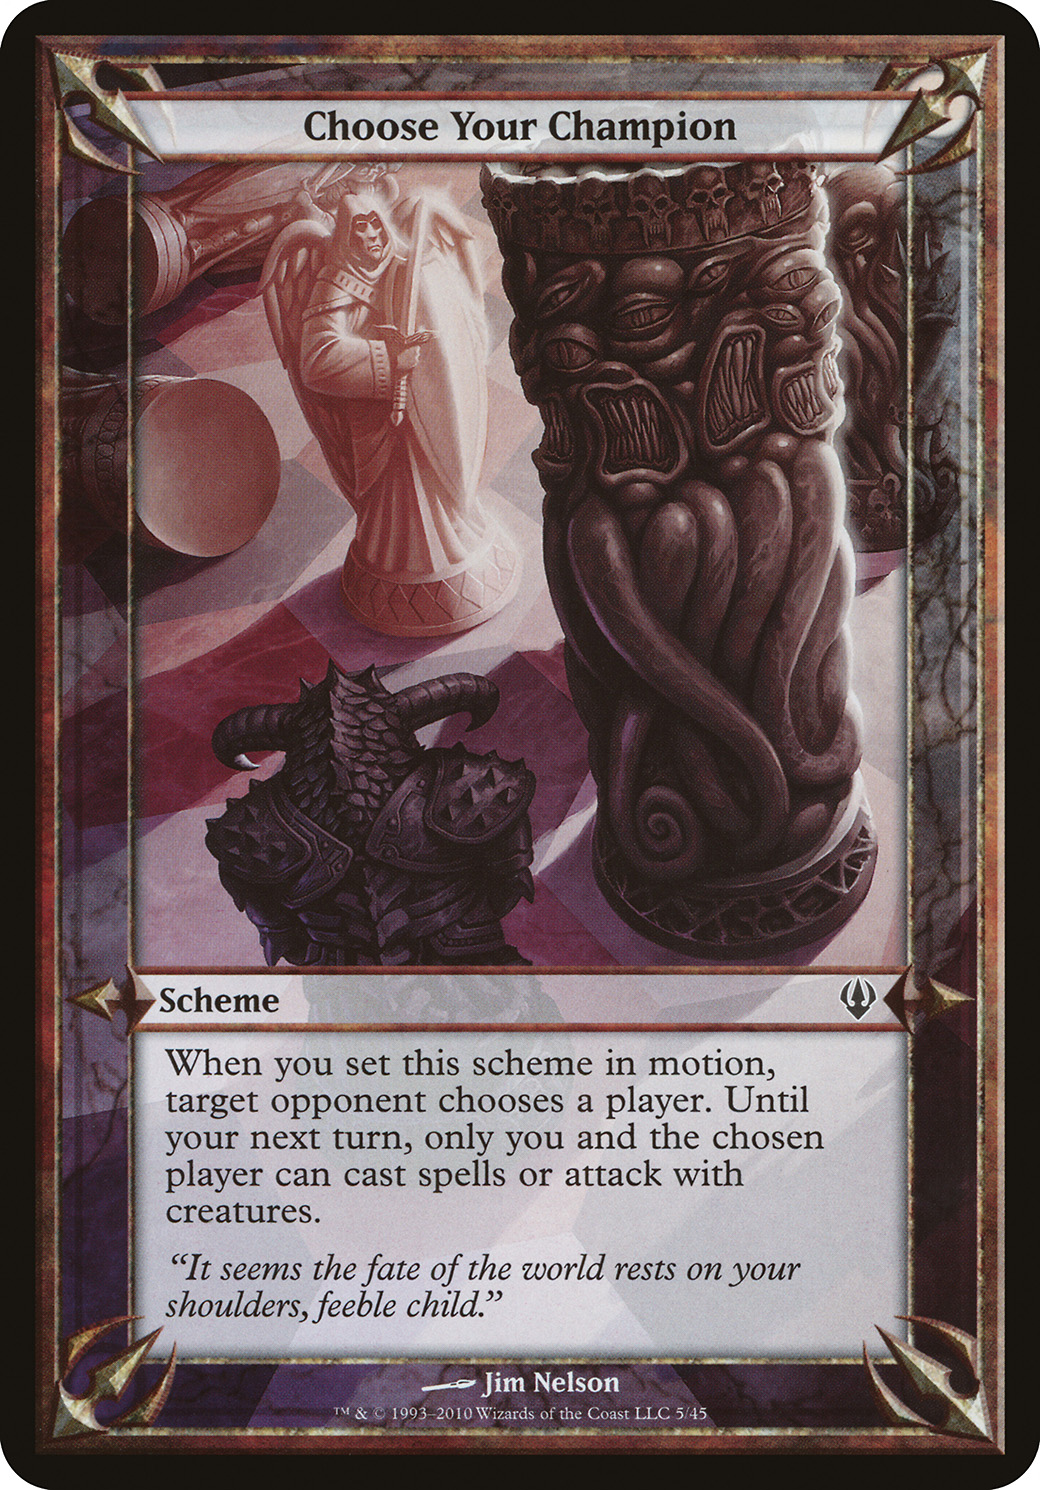 Choose Your Champion
Scheme
When you set this scheme in motion,
target opponent chooses a player. Until
your next turn, only you and the chosen
player can cast spells or attack with
creatures.
“It seems the fate of the world rests on your
shoulders, feeble child.”
Jim Nelson
™ & © 1993–2010 Wizards of the Coast LLC 5/45